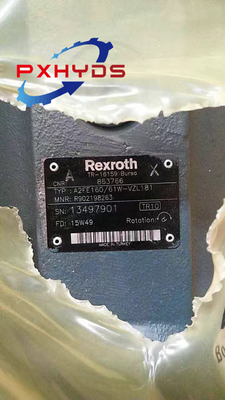 PXHYDS
A Rexroth X
TR-16159 Bursa
CNR: 863766
TYP: A2FE160/61W-VZL181
MNR: R902198263
SN: 13497901 TR1D
FD: 15W49 Rotation:
MADE IN TURKEY